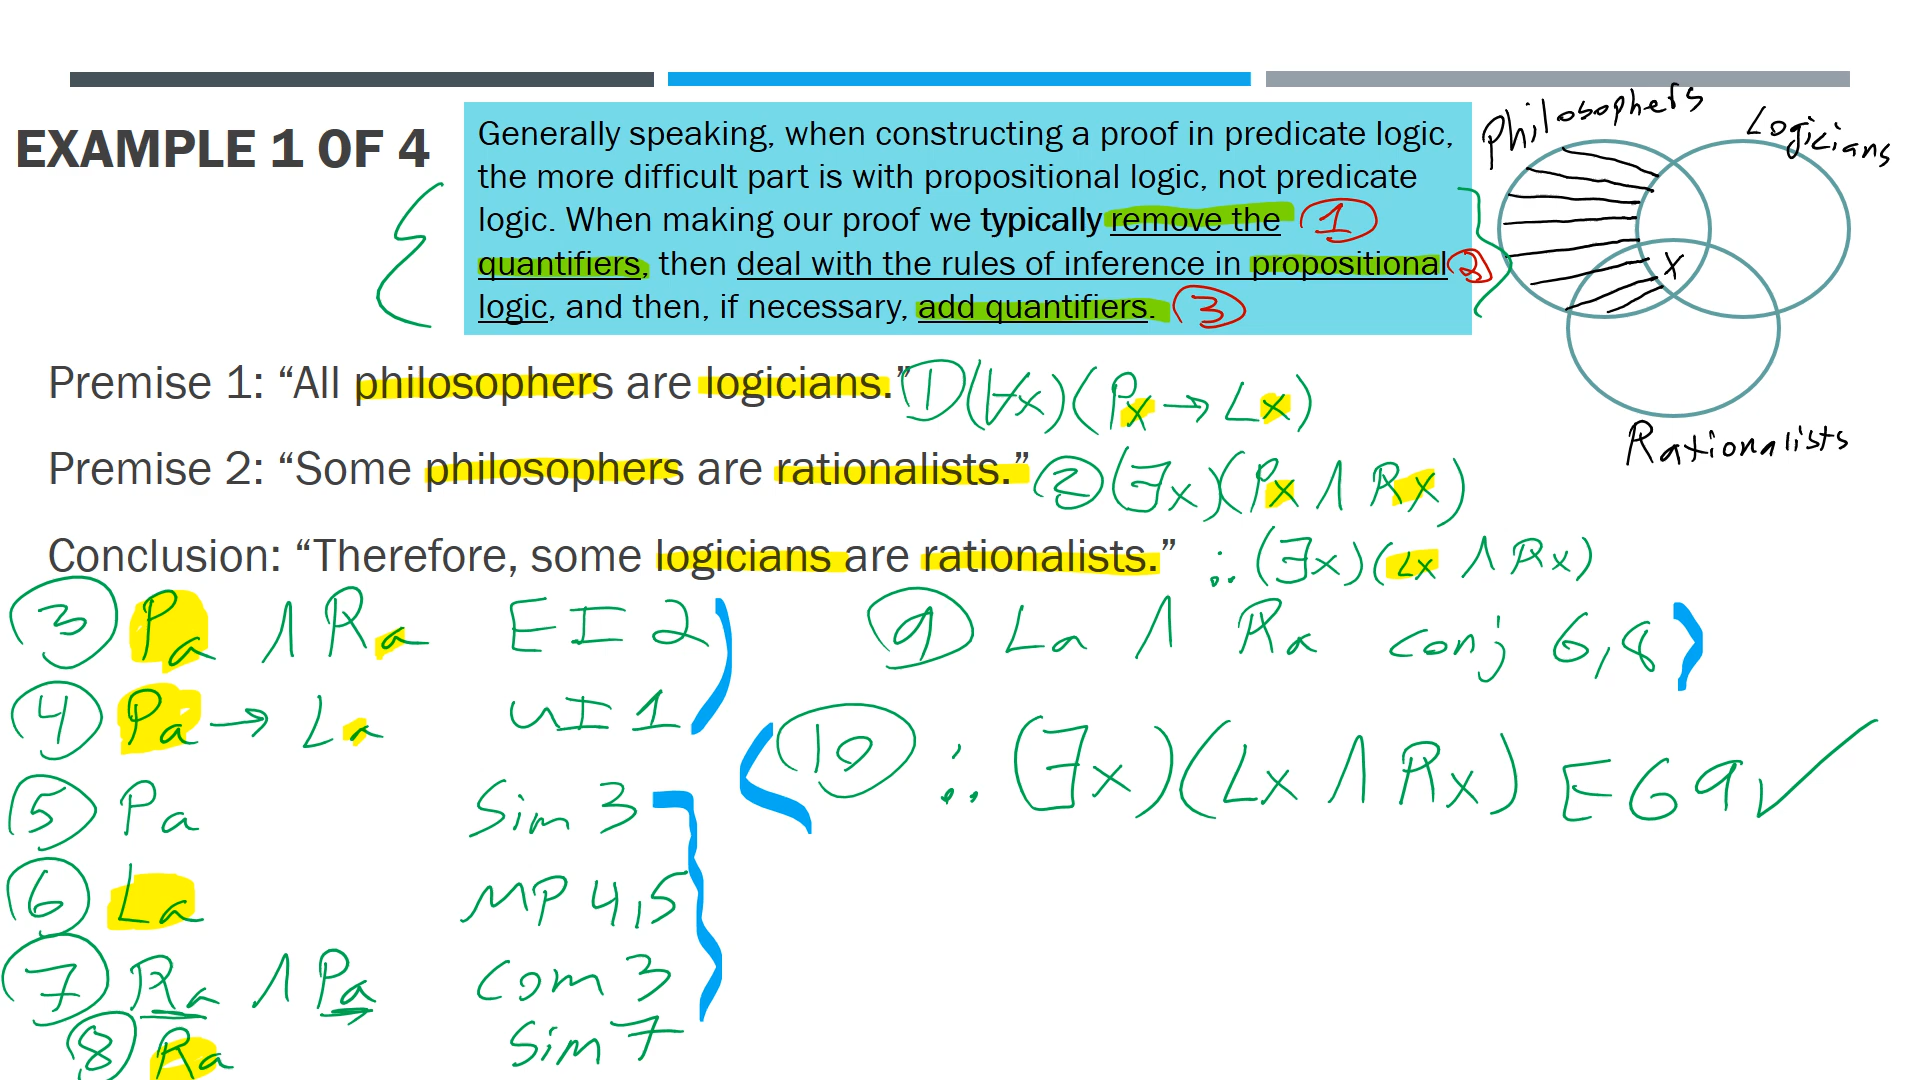 EXAMPLE 1 OF 4
Generally speaking, when constructing a proof in predicate logic,
the more difficult part is with propositional logic, not predicate
logic. When making our proof we typically remove the ①
quantifiers, then deal with the rules of inference in propositional ②
logic, and then, if necessary, add quantifiers. ③
Philosophers
Logicians
X
Rationalists
Premise 1: “All philosophers are logicians.” ① (∀x)(Px → Lx)
Premise 2: “Some philosophers are rationalists.” ② (∃x)(Px ∧ Rx)
Conclusion: “Therefore, some logicians are rationalists.” ∴ (∃x)(Lx ∧ Rx)
③ Pa ∧ Ra EI 2
④ Pa → La UI 1
⑤ Pa Sim 3
⑥ La MP 4,5
⑦ Ra ∧ Pa Com 3
⑧ Ra Sim 7
⑨ La ∧ Ra conj 6,8
⑩ ∴ (∃x)(Lx ∧ Rx) EG 9 ✓